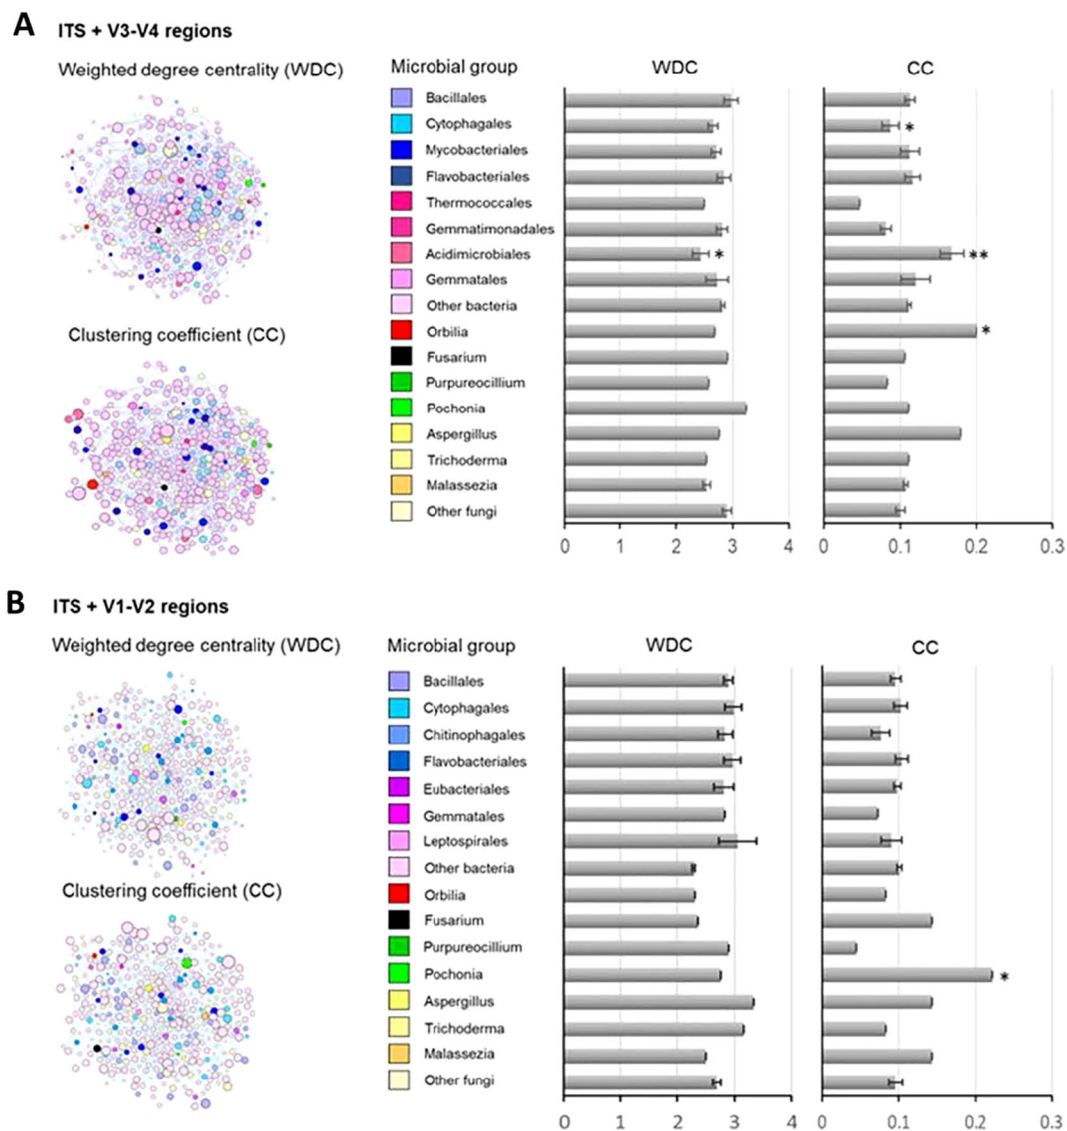 A ITS + V3-V4 regions
Weighted degree centrality (WDC)
Clustering coefficient (CC)
Microbial group
Bacillales
Cytophagales
Mycobacteriales
Flavobacteriales
Thermococcales
Gemmatimonadales
Acidimicrobiales
Gemmatales
Other bacteria
Orbilia
Fusarium
Purpureocillium
Pochonia
Aspergillus
Trichoderma
Malassezia
Other fungi
WDC
*
0 1 2 3 4
CC
*
**
*
0 0.1 0.2 0.3
B ITS + V1-V2 regions
Weighted degree centrality (WDC)
Clustering coefficient (CC)
Microbial group
Bacillales
Cytophagales
Chitinophagales
Flavobacteriales
Eubacteriales
Gemmatales
Leptospirales
Other bacteria
Orbilia
Fusarium
Purpureocillium
Pochonia
Aspergillus
Trichoderma
Malassezia
Other fungi
WDC
0 1 2 3 4
CC
*
0 0.1 0.2 0.3